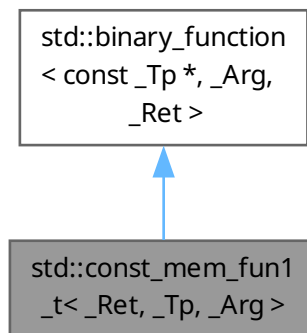 std::binary_function
< const _Tp *, _Arg,
_Ret >
std::const_mem_fun1
_t< _Ret, _Tp, _Arg >